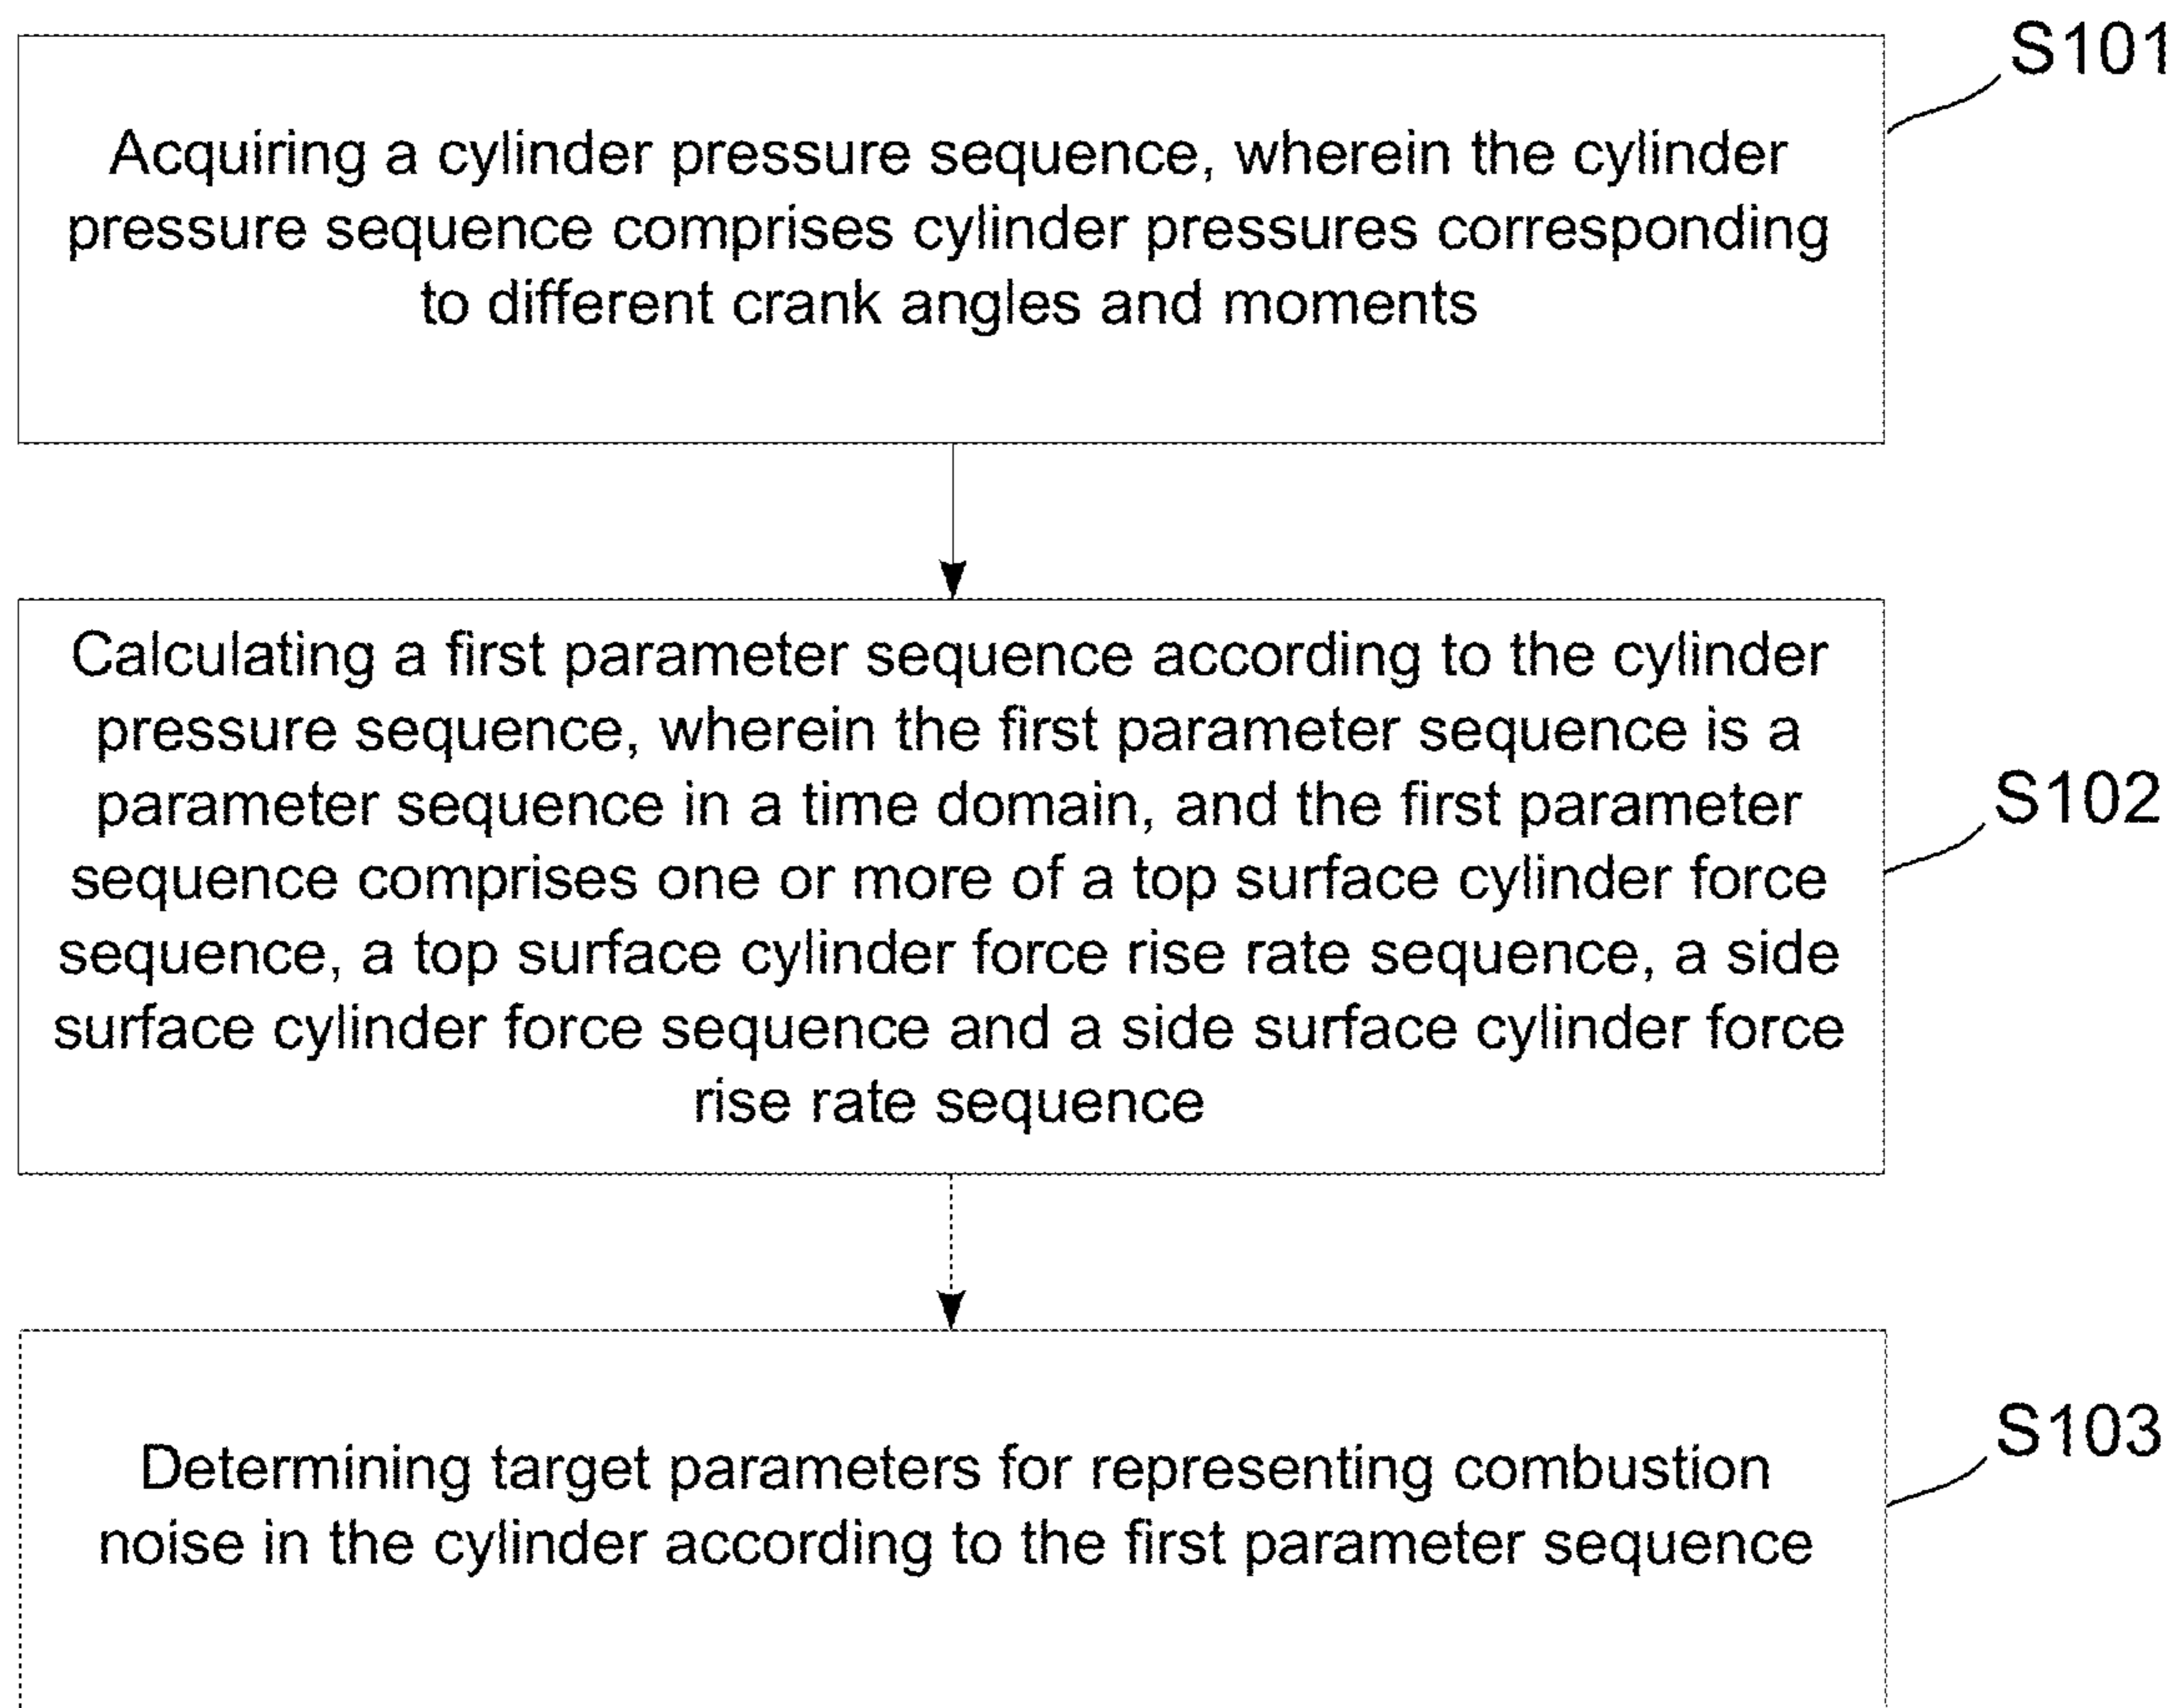 S101
Acquiring a cylinder pressure sequence, wherein the cylinder
pressure sequence comprises cylinder pressures corresponding
to different crank angles and moments
Calculating a first parameter sequence according to the cylinder
pressure sequence, wherein the first parameter sequence is a
parameter sequence in a time domain, and the first parameter
sequence comprises one or more of a top surface cylinder force
sequence, a top surface cylinder force rise rate sequence, a side
surface cylinder force sequence and a side surface cylinder force
rise rate sequence
S102
Determining target parameters for representing combustion
noise in the cylinder according to the first parameter sequence
S103